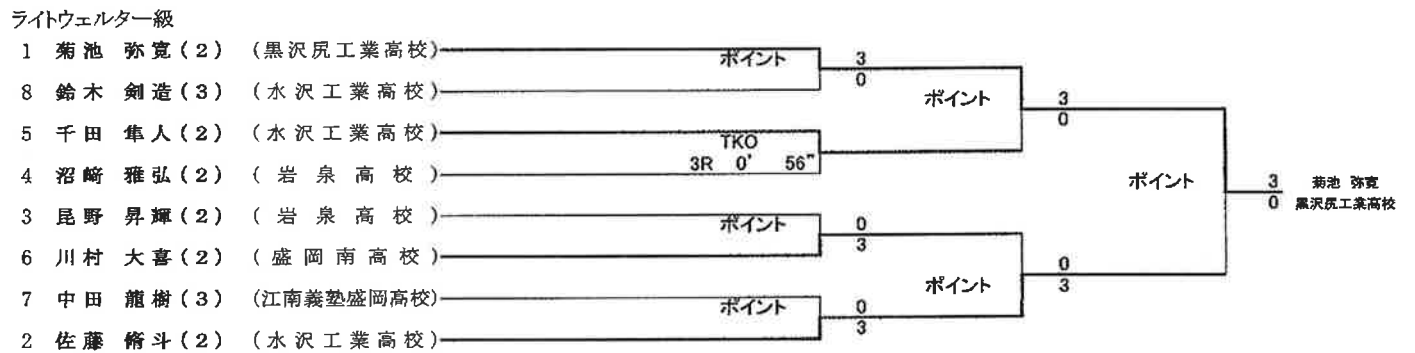 ライトウェルター級
1 菊池 弥寛(2) (黒沢尻工業高校)
ポイント 3
8 鈴木 剣造(3) (水沢工業高校) 0
ポイント 3
5 千田 隼人(2) (水沢工業高校) 0
TKO
3R 0' 56"
4 沼崎 雅弘(2) (岩泉高校)
ポイント 3 菊池 弥寛
0 黒沢尻工業高校
3 昆野 昇輝(2) (岩泉高校)
ポイント 0
6 川村 大喜(2) (盛岡南高校) 3
ポイント 0
7 中田 龍樹(3) (江南義塾盛岡高校) 3
ポイント 0
2 佐藤 脩斗(2) (水沢工業高校) 3